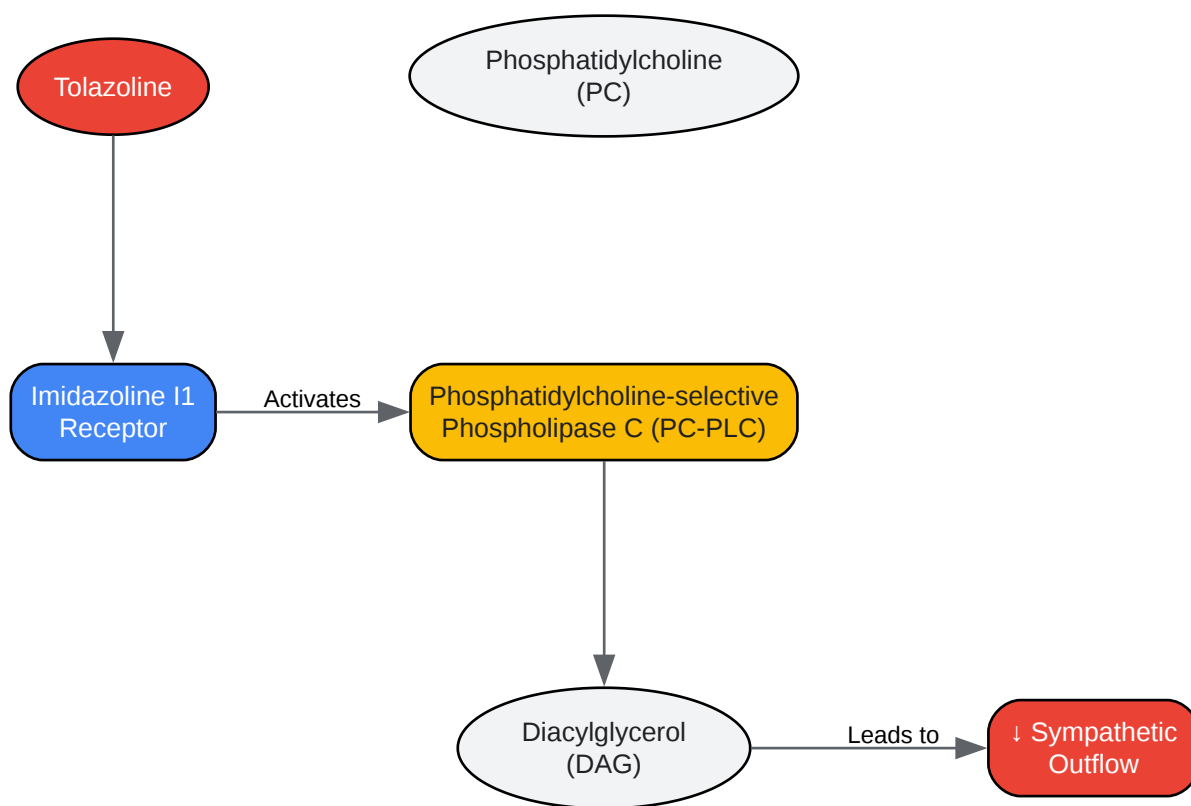 Tolazoline
Phosphatidylcholine
(PC)
Imidazoline I1
Receptor
Activates
Phosphatidylcholine-selective
Phospholipase C (PC-PLC)
Diacylglycerol
(DAG)
Leads to
↓ Sympathetic
Outflow